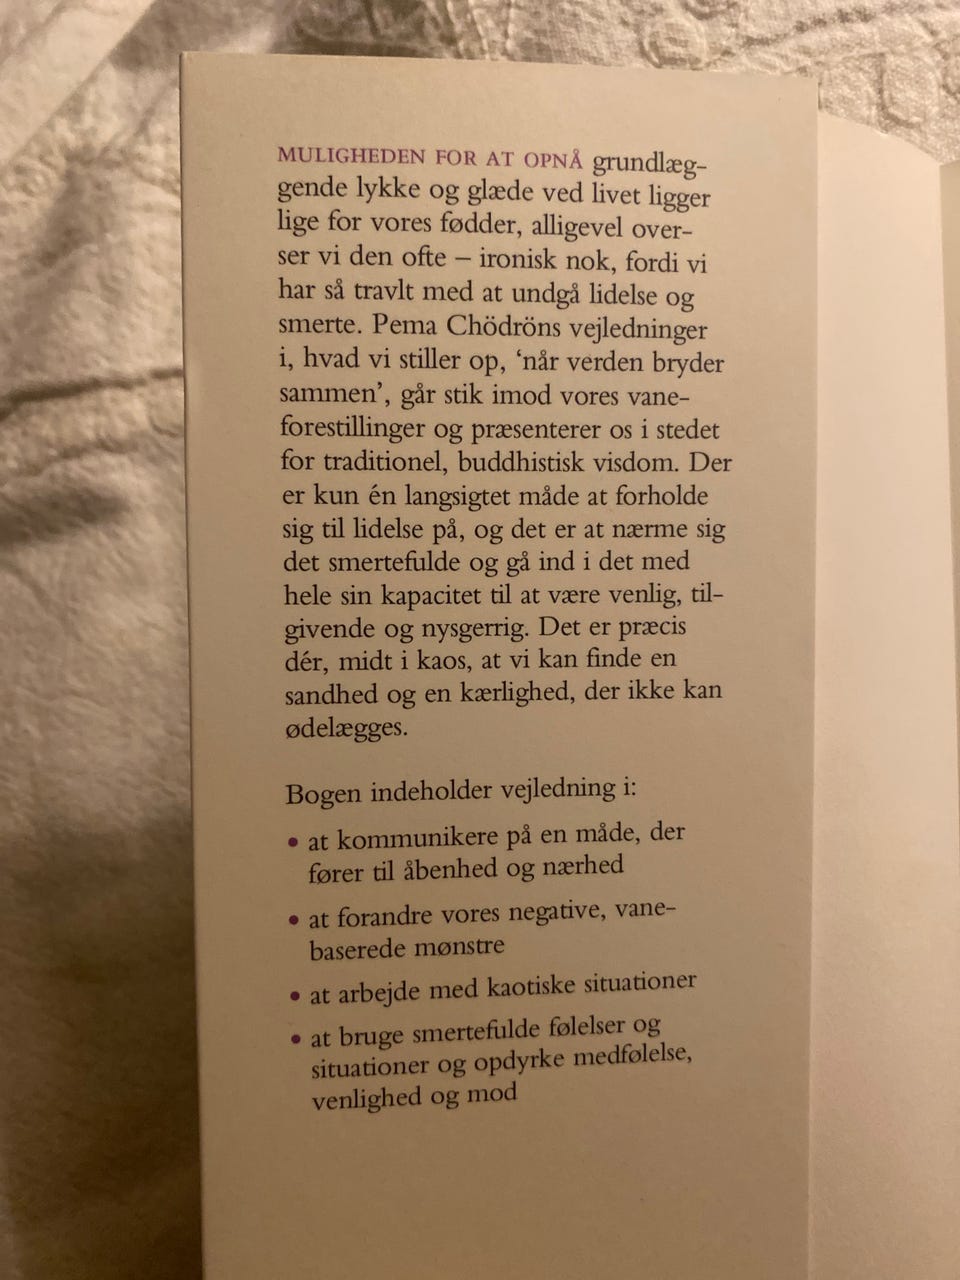 MULIGHEDEN FOR AT OPNÅ grundlæg-
gende lykke og glæde ved livet ligger
lige for vores fødder, alligevel over-
ser vi den ofte – ironisk nok, fordi vi
har så travlt med at undgå lidelse og
smerte. Pema Chödröns vejledninger
i, hvad vi stiller op, ‘når verden bryder
sammen’, går stik imod vores vane-
forestillinger og præsenterer os i stedet
for traditionel, buddhistisk visdom. Der
er kun én langsigtet måde at forholde
sig til lidelse på, og det er at nærme sig
det smertefulde og gå ind i det med
hele sin kapacitet til at være venlig, til-
givende og nysgerrig. Det er præcis
dér, midt i kaos, at vi kan finde en
sandhed og en kærlighed, der ikke kan
ødelægges.
Bogen indeholder vejledning i:
• at kommunikere på en måde, der
fører til åbenhed og nærhed
• at forandre vores negative, vane-
baserede mønstre
• at arbejde med kaotiske situationer
• at bruge smertefulde følelser og
situationer og opdyrke medfølelse,
venlighed og mod